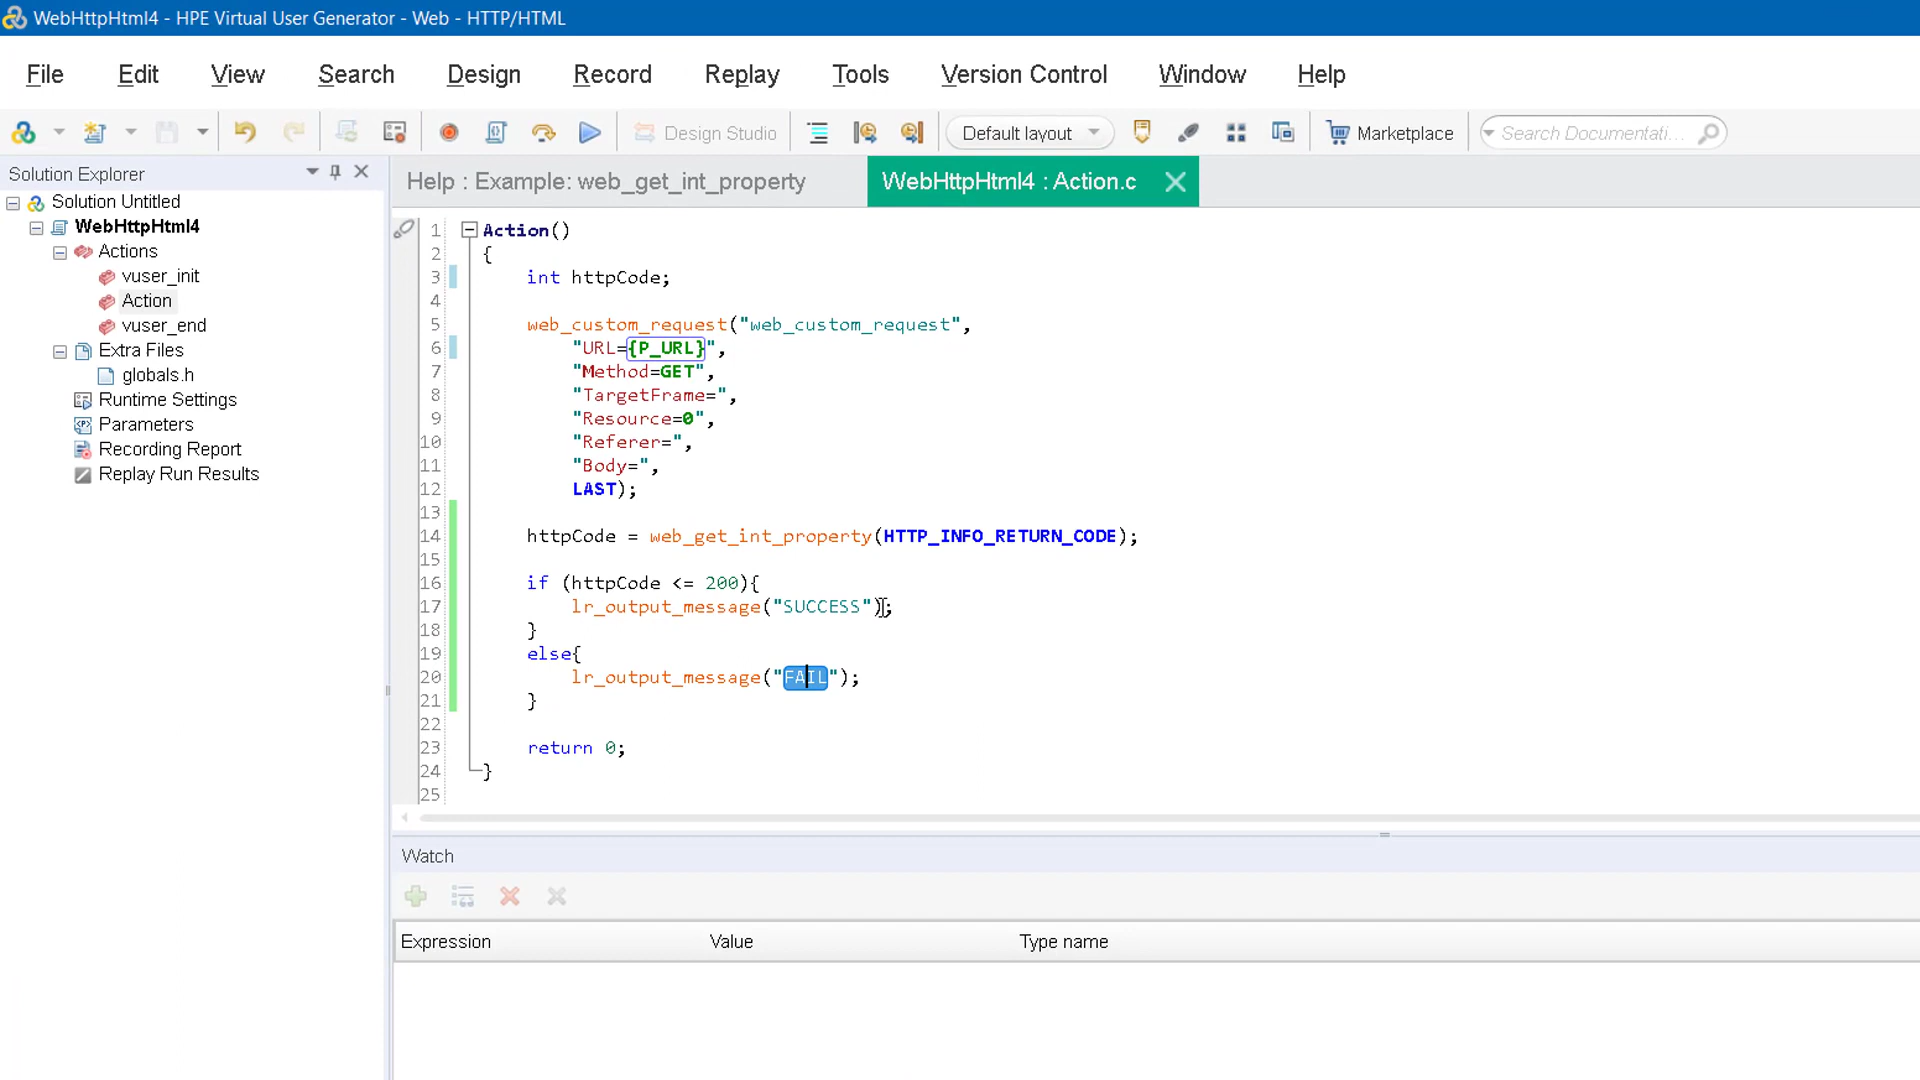 WebHttpHtml4 - HPE Virtual User Generator - Web - HTTP/HTML
File Edit View Search Design Record Replay Tools Version Control Window Help
Design Studio Default layout Marketplace Search Documentati...
Solution Explorer
Solution Untitled
WebHttpHtml4
Actions
vuser_init
Action
vuser_end
Extra Files
globals.h
Runtime Settings
Parameters
Recording Report
Replay Run Results
Help : Example: web_get_int_property WebHttpHtml4 : Action.c
1 Action()
2 {
3 int httpCode;
4
5 web_custom_request("web_custom_request",
6 "URL={P_URL}",
7 "Method=GET",
8 "TargetFrame=",
9 "Resource=0",
10 "Referer=",
11 "Body=",
12 LAST);
13
14 httpCode = web_get_int_property(HTTP_INFO_RETURN_CODE);
15
16 if (httpCode <= 200){
17 lr_output_message("SUCCESS");
18 }
19 else{
20 lr_output_message("FAIL");
21 }
22
23 return 0;
24 }
25
Watch
Expression Value Type name